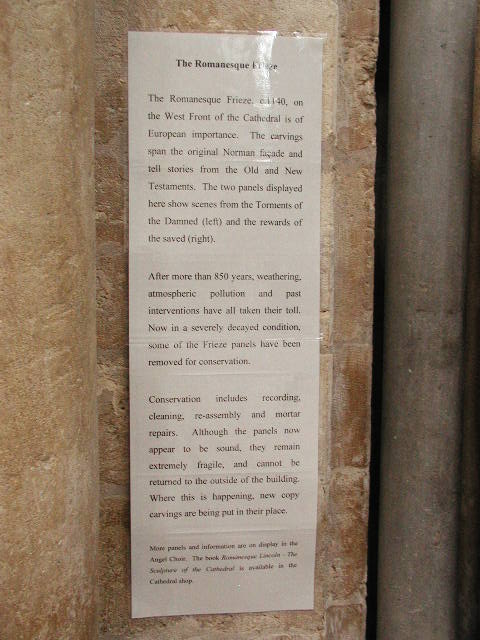 The Romanesque Frieze
The Romanesque Frieze, c.1140, on
the West Front of the Cathedral is of
European importance. The carvings
span the original Norman façade and
tell stories from the Old and New
Testaments. The two panels displayed
here show scenes from the Torments of
the Damned (left) and the rewards of
the saved (right).
After more than 850 years, weathering,
atmospheric pollution and past
interventions have all taken their toll.
Now in a severely decayed condition,
some of the Frieze panels have been
removed for conservation.
Conservation includes recording,
cleaning, re-assembly and mortar
repairs. Although the panels now
appear to be sound, they remain
extremely fragile, and cannot be
returned to the outside of the building.
Where this is happening, new copy
carvings are being put in their place.
More panels and information are on display in the
Angel Choir. The book Romanesque Lincoln - The
Sculpture of the Cathedral is available in the
Cathedral shop.